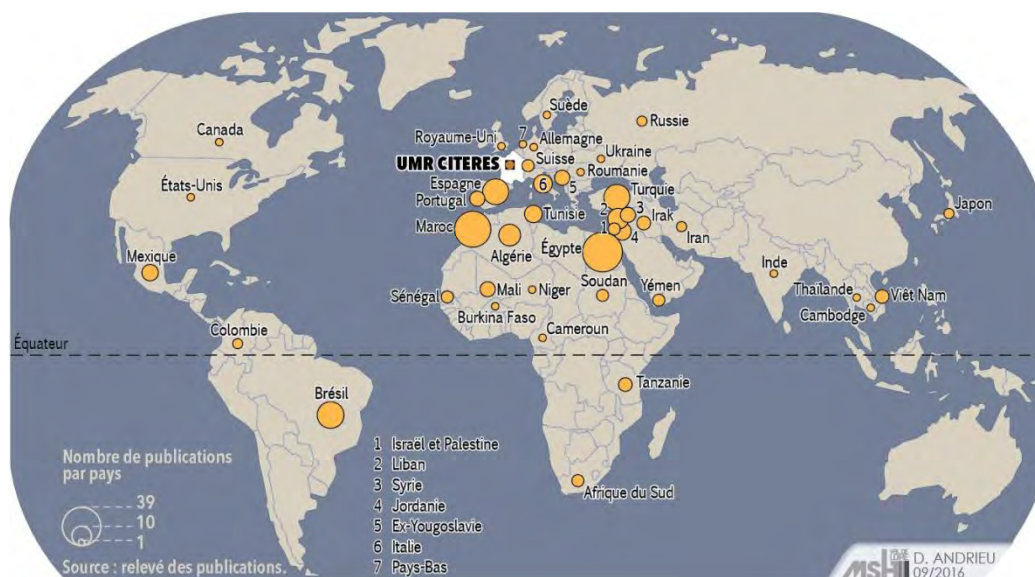 Suède
Russie
Canada
Royaume-Uni
7
Allemagne
Ukraine
UMR CITERES
Suisse
Roumanie
États-Unis
Espagne
6
5
Turquie
Portugal
Tunisie
2
3
Irak
Japon
Maroc
1
4
Iran
Mexique
Algérie
Égypte
Inde
Soudan
Yémen
Thaïlande
Viêt Nam
Sénégal
Mali
Niger
Burkina Faso
Cambodge
Colombie
Cameroun
Équateur
Tanzanie
Brésil
Afrique du Sud
1 Israël et Palestine
2 Liban
3 Syrie
4 Jordanie
5 Ex-Yougoslavie
6 Italie
7 Pays-Bas
Nombre de publications
par pays
39
10
1
Source : relevé des publications.
MSH
D. ANDRIEU
09/2016